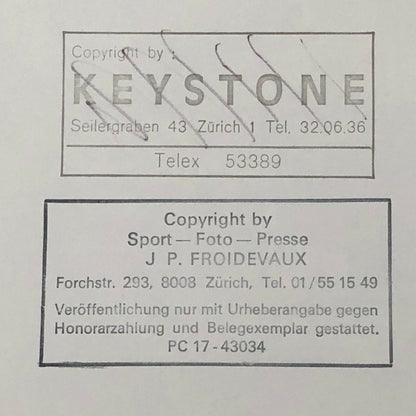 Copyright by :
KEYSTONE
Seilergraben 43 Zürich 1 Tel. 32.06.36
Telex 53389
Copyright by
Sport – Foto – Presse
J P. FROIDEVAUX
Forchstr. 293, 8008 Zürich, Tel. 01/55 15 49
Veröffentlichung nur mit Urheberangabe gegen
Honorarzahlung und Belegexemplar gestattet.
PC 17-43034